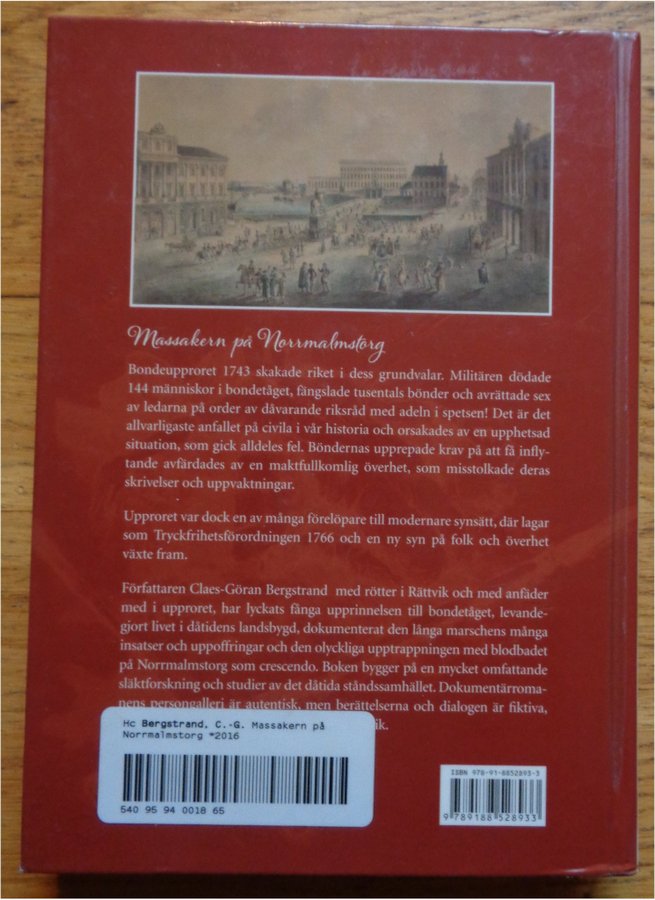 Massakern på Norrmalmstorg
Bondeupproret 1743 skakade riket i dess grundvalar. Militären dödade
144 människor i bondetåget, fängslade tusentals bönder och avrättade sex
av ledarna på order av dåvarande riksråd med adeln i spetsen! Det är det
allvarligaste anfallet på civila i vår historia och orsakades av en upphetsad
situation, som gick alldeles fel. Böndernas upprepade krav på att få infly-
tande avfärdades av en maktfullkomlig överhet, som misstolkade deras
skrivelser och uppvaktningar.
Upproret var dock en av många förelöpare till modernare synsätt, där lagar
som Tryckfrihetsförordningen 1766 och en ny syn på folk och överhet
växte fram.
Författaren Claes-Göran Bergstrand med rötter i Rättvik och med anfäder
med i upproret, har lyckats fånga upprinnelsen till bondetåget, levande-
gjort livet i dåtidens landsbygd, dokumenterat den långa marschens många
insatser och uppoffringar och den olyckliga upptrappningen med blodbadet
på Norrmalmstorg som crescendo. Boken bygger på en mycket omfattande
släktforskning och studier av det dåtida ståndssamhället. Dokumentärroma-
nens persongalleri är autentisk, men berättelserna och dialogen är fiktiva,
Hc Bergstrand, C.-G. Massakern på
Norrmalmstorg *2016
540 95 94 0018 65
ISBN 978-91-8852893-3
9 789188 528933